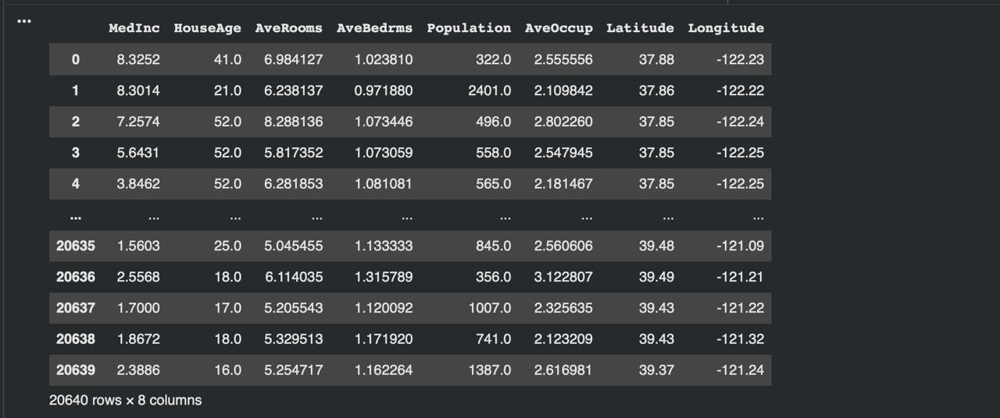 ...
MedInc HouseAge AveRooms AveBedrms Population AveOccup Latitude Longitude
0 8.3252 41.0 6.984127 1.023810 322.0 2.555556 37.88 -122.23
1 8.3014 21.0 6.238137 0.971880 2401.0 2.109842 37.86 -122.22
2 7.2574 52.0 8.288136 1.073446 496.0 2.802260 37.85 -122.24
3 5.6431 52.0 5.817352 1.073059 558.0 2.547945 37.85 -122.25
4 3.8462 52.0 6.281853 1.081081 565.0 2.181467 37.85 -122.25
... ... ... ... ... ... ... ... ...
20635 1.5603 25.0 5.045455 1.133333 845.0 2.560606 39.48 -121.09
20636 2.5568 18.0 6.114035 1.315789 356.0 3.122807 39.49 -121.21
20637 1.7000 17.0 5.205543 1.120092 1007.0 2.325635 39.43 -121.22
20638 1.8672 18.0 5.329513 1.171920 741.0 2.123209 39.43 -121.32
20639 2.3886 16.0 5.254717 1.162264 1387.0 2.616981 39.37 -121.24
20640 rows × 8 columns